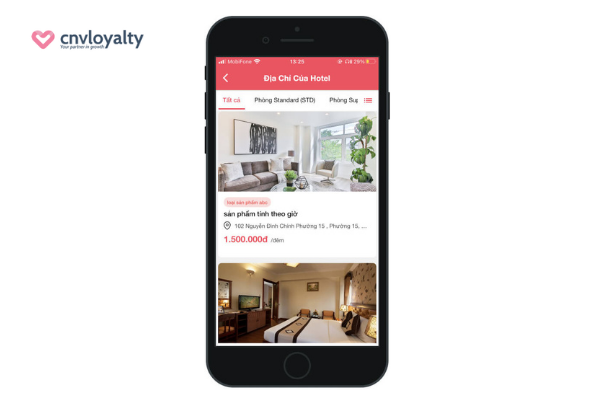 cnvloyalty
Your partner in growth
MobiFone 13:25 29%
Địa Chỉ Của Hotel
Tất cả Phòng Standard (STD) Phòng Sup
loại sản phẩm abc
sản phẩm tính theo giờ
102 Nguyễn Đình Chính Phường 15 , Phường 15, ...
1.500.000đ /đêm